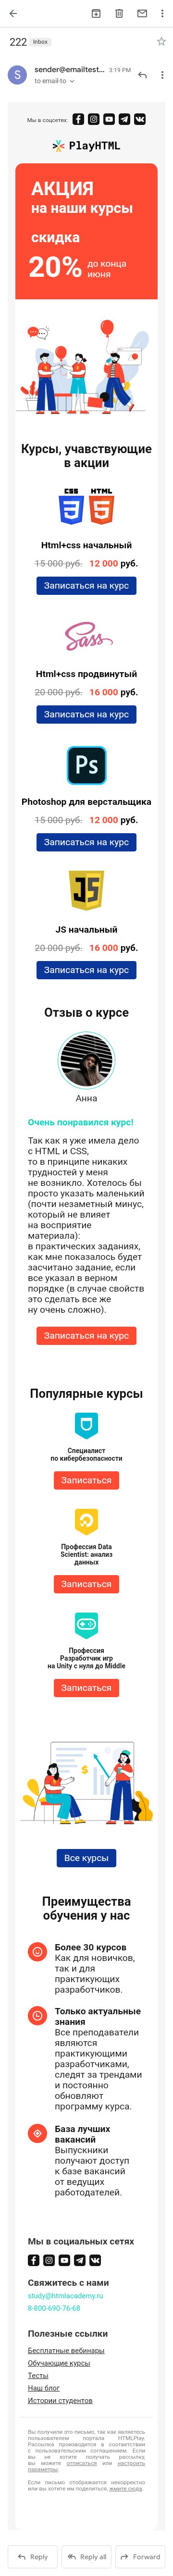 222 Inbox
S
sender@emailtest... 3:19 PM
to email-to
Мы в соцсетях:
PlayHTML
АКЦИЯ
на наши курсы
скидка
20% до конца
июня
Курсы, учавствующие
в акции
CSS HTML
Html+css начальный
15 000 руб. 12 000 руб.
Записаться на курс
Sass
Html+css продвинутый
20 000 руб. 16 000 руб.
Записаться на курс
Ps
Photoshop для верстальщика
15 000 руб. 12 000 руб.
Записаться на курс
JS
JS начальный
20 000 руб. 16 000 руб.
Записаться на курс
Отзыв о курсе
Анна
Очень понравился курс!
Так как я уже имела дело
с HTML и CSS,
то в принципе никаких
трудностей у меня
не возникло. Хотелось бы
просто указать маленький
(почти незаметный минус,
который не влияет
на восприятие
материала):
в практических заданиях,
как мне показалось будет
засчитано задание, если
все указал в верном
порядке (в случае свойств
это сделать все же
ну очень сложно).
Записаться на курс
Популярные курсы
Специалист
по кибербезопасности
Записаться
Профессия Data
Scientist: анализ
данных
Записаться
Профессия
Разработчик игр
на Unity с нуля до Middle
Записаться
Все курсы
Преимущества
обучения у нас
Более 30 курсов
Как для новичков,
так и для
практикующих
разработчиков.
Только актуальные
знания
Все преподаватели
являются
практикующими
разработчиками,
следят за трендами
и постоянно
обновляют
программу курса.
База лучших
вакансий
Выпускники
получают доступ
к базе вакансий
от ведущих
работодателей.
Мы в социальных сетях
Свяжитесь с нами
study@htmlacademy.ru
8-800-690-76-68
Полезные ссылки
Бесплатные вебинары
Обучающие курсы
Тесты
Наш блог
Истории студентов
Вы получили это письмо, так как являетесь
пользователем портала HTMLPlay.
Рассылка производится в соответствии
с пользовательским соглашением. Если
вы не хотите получать рассылку,
вы можете отписаться или настроить
параметры.
Если письмо отображается некорректно
или вы хотите им поделиться, жмите сюда
Reply Reply all Forward